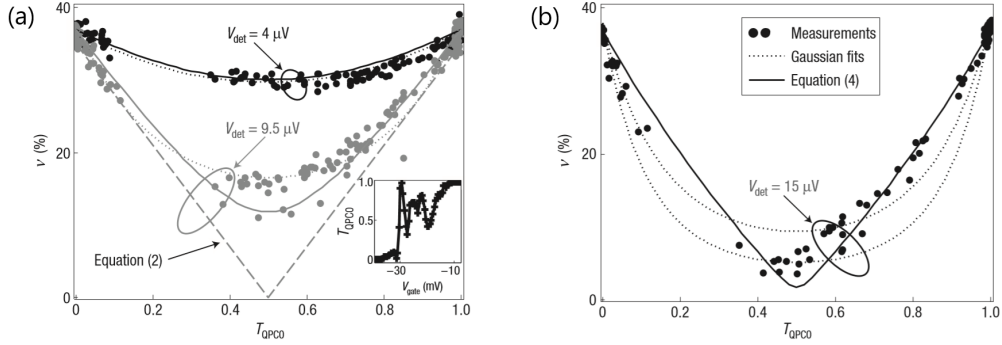 (a)
40
20
0
ν (%)
V_det = 4 μV
V_det = 9.5 μV
Equation (2)
1.0
0.5
0
T_QPC0
−30
−10
V_gate (mV)
0
0.2
0.4
0.6
0.8
1.0
T_QPC0
(b)
40
20
0
ν (%)
Measurements
Gaussian fits
Equation (4)
V_det = 15 μV
0
0.2
0.4
0.6
0.8
1.0
T_QPC0